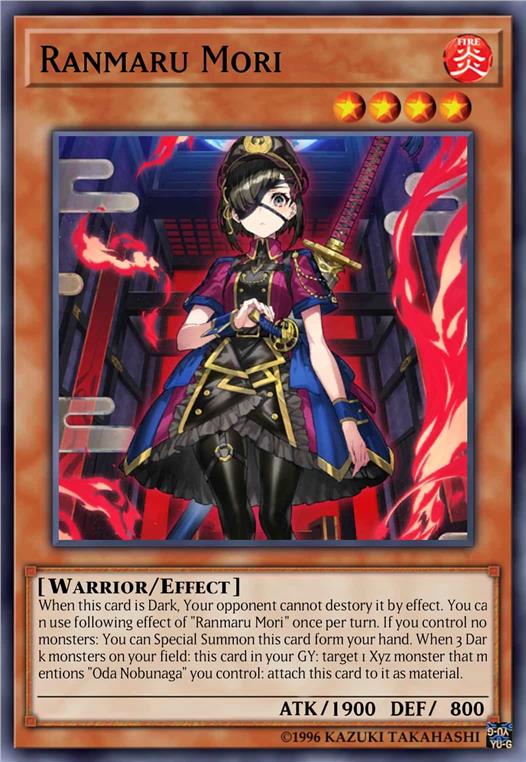 RANMARU MORI
FIRE
炎
[WARRIOR/EFFECT]
When this card is Dark, Your opponent cannot destory it by effect. You ca
n use following effect of "Ranmaru Mori" once per turn. If you control no
monsters: You can Special Summon this card form your hand. When 3 Dar
k monsters on your field: this card in your GY: target 1 Xyz monster that m
entions "Oda Nobunaga" you control: attach this card to it as material.
ATK/1900 DEF/ 800
©1996 KAZUKI TAKAHASHI
YU-G
YU-G